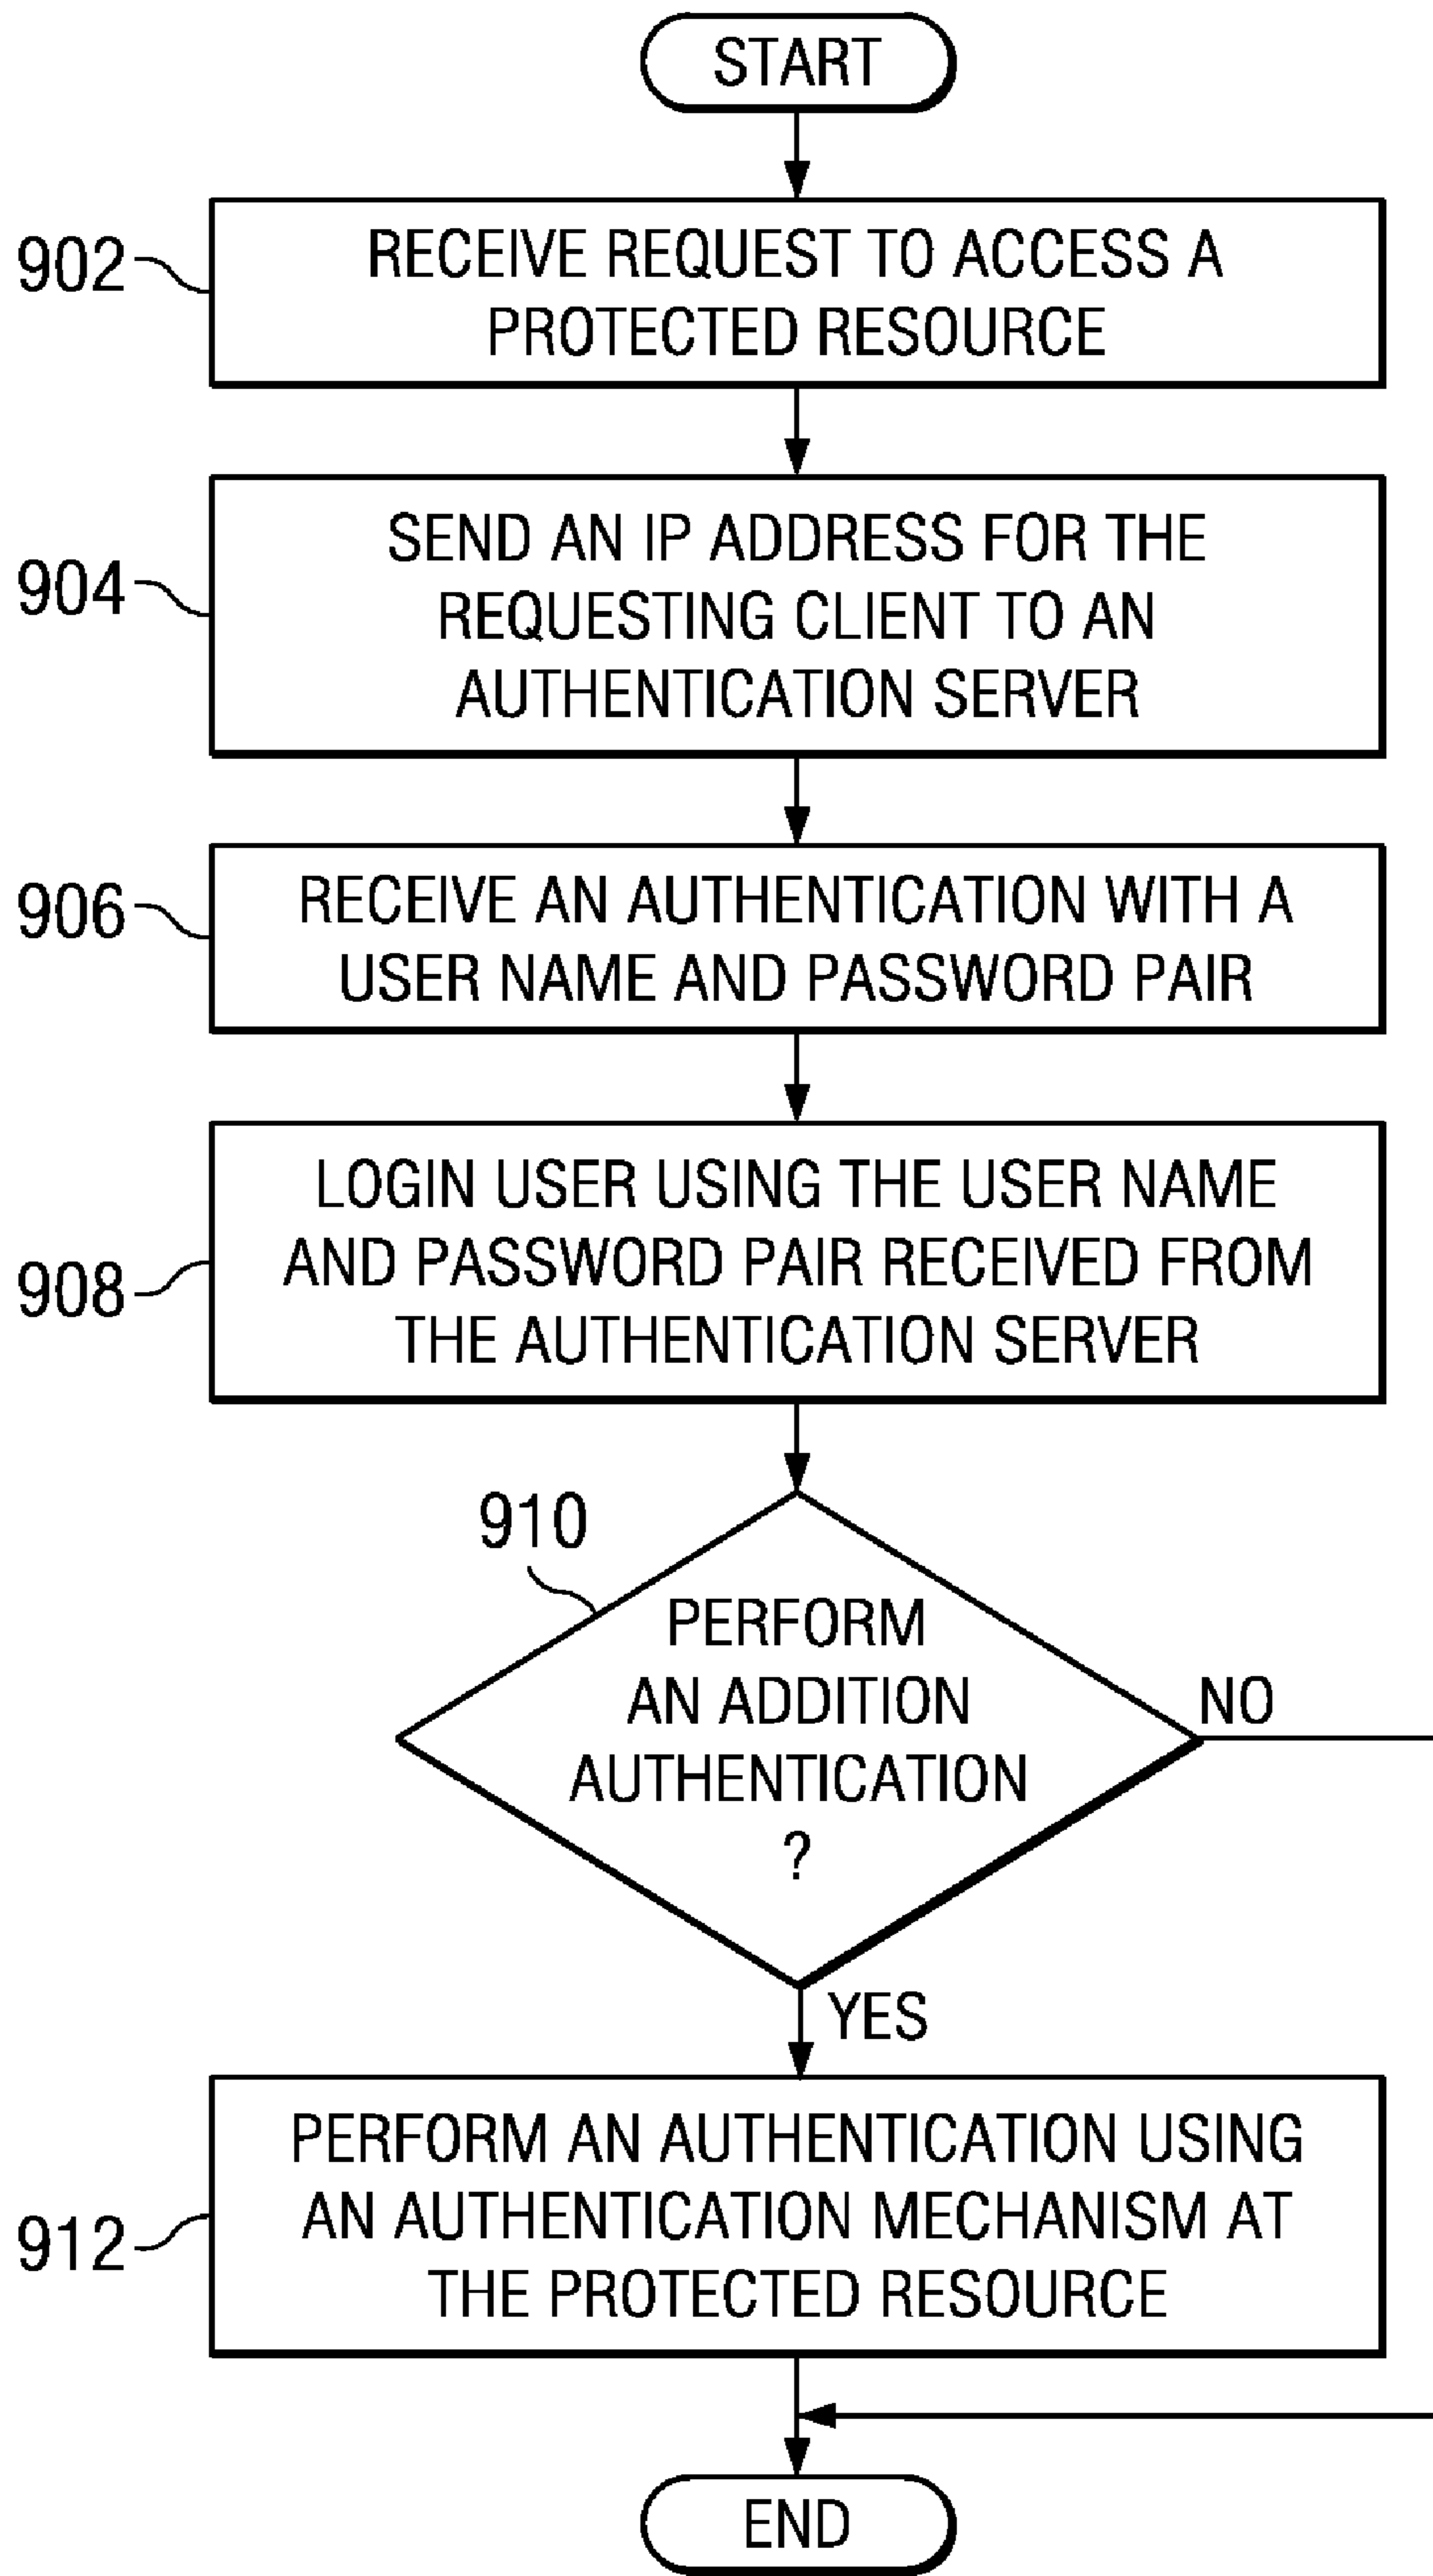 START
902
RECEIVE REQUEST TO ACCESS A
PROTECTED RESOURCE
904
SEND AN IP ADDRESS FOR THE
REQUESTING CLIENT TO AN
AUTHENTICATION SERVER
906
RECEIVE AN AUTHENTICATION WITH A
USER NAME AND PASSWORD PAIR
908
LOGIN USER USING THE USER NAME
AND PASSWORD PAIR RECEIVED FROM
THE AUTHENTICATION SERVER
910
PERFORM
AN ADDITION
AUTHENTICATION
?
NO
YES
912
PERFORM AN AUTHENTICATION USING
AN AUTHENTICATION MECHANISM AT
THE PROTECTED RESOURCE
END